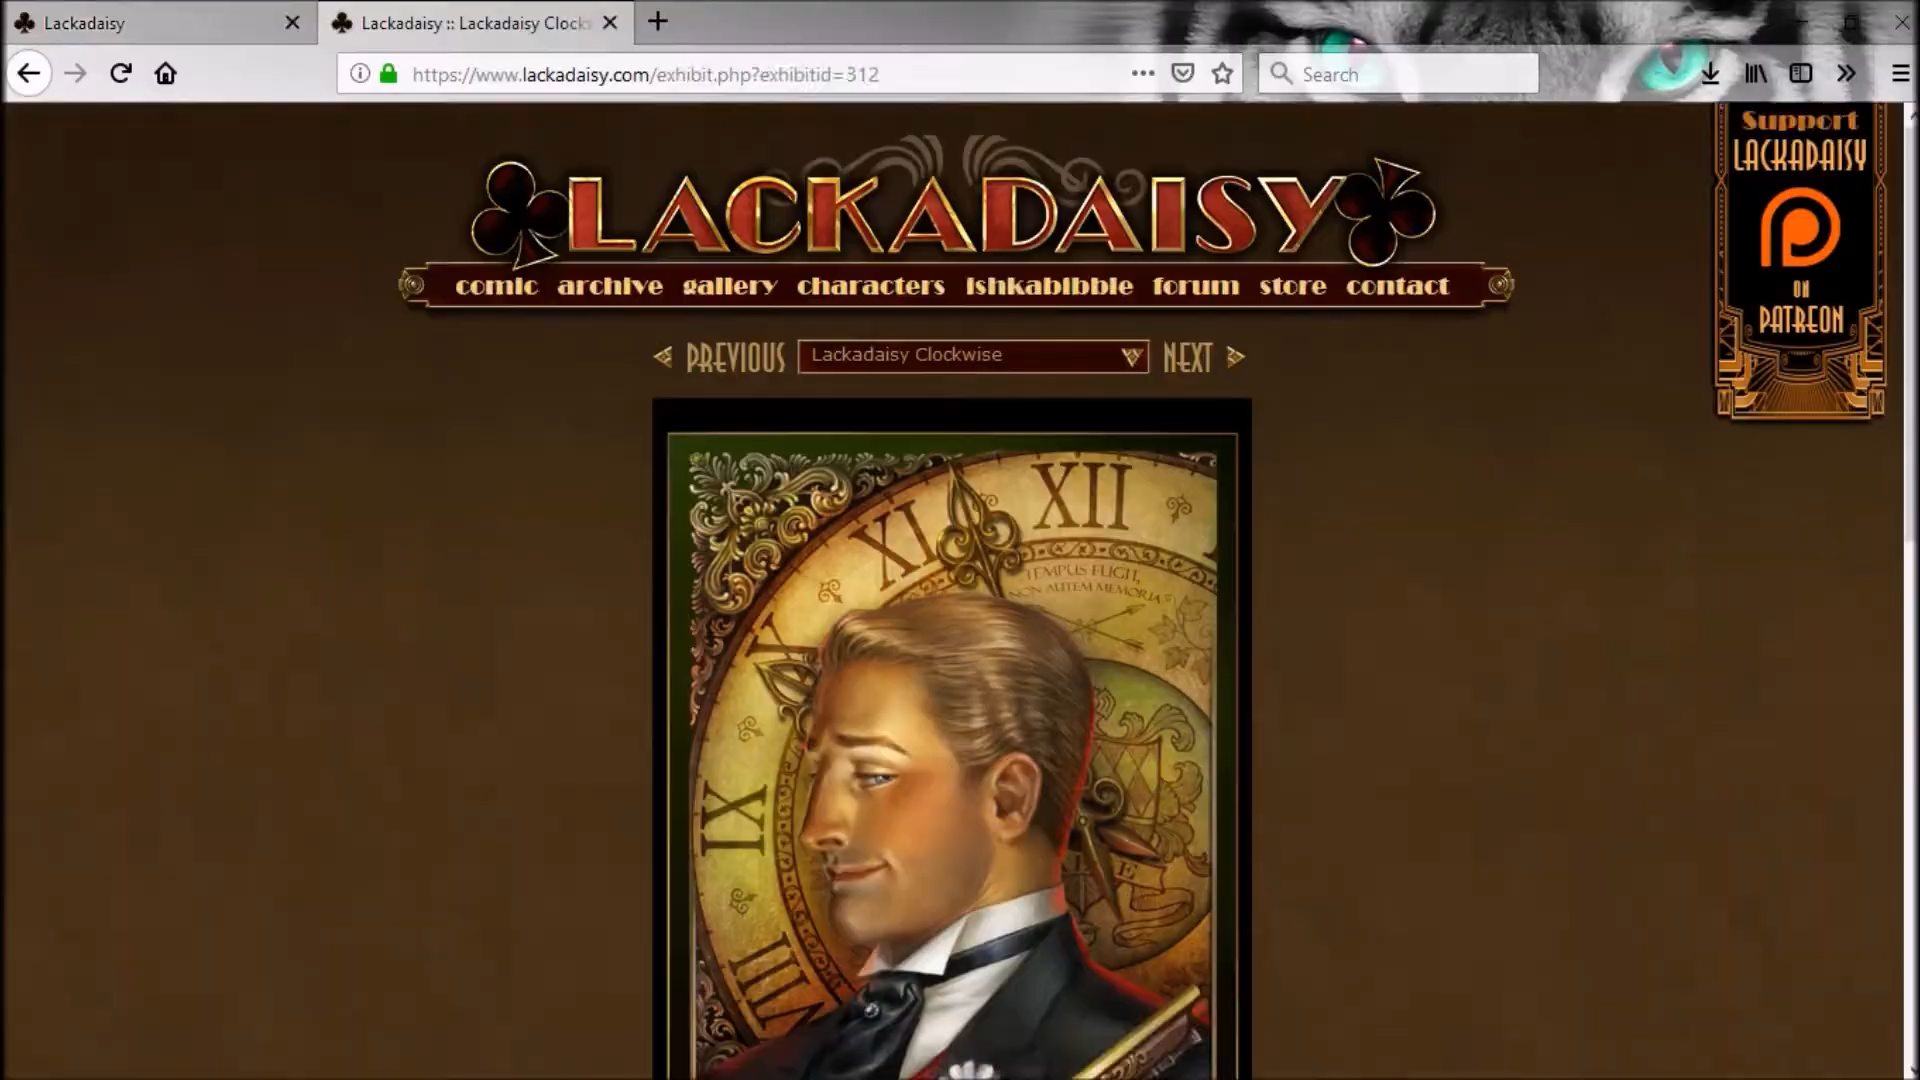 Lackadaisy
Lackadaisy :: Lackadaisy Clock
https://www.lackadaisy.com/exhibit.php?exhibitid=312
Search
Support
LACKADAISY
ON
PATREON
LACKADAISY
comic archive gallery characters ishkabibble forum store contact
PREVIOUS Lackadaisy Clockwise NEXT
XII
XI
TEMPUS FUGIT,
NON AUTEM MEMORIA
X
IX
VIII
E